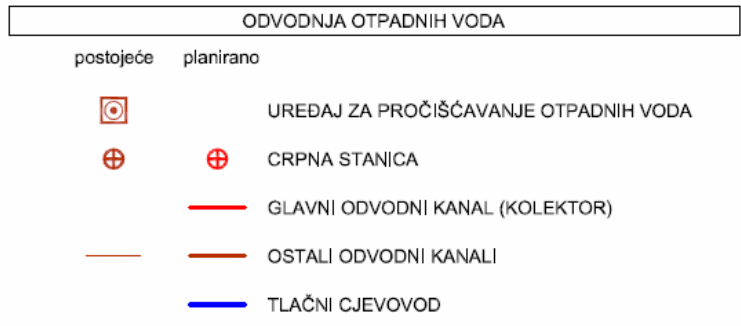 ODVODNJA OTPADNIH VODA
postojeće planirano
UREĐAJ ZA PROČIŠĆAVANJE OTPADNIH VODA
CRPNA STANICA
GLAVNI ODVODNI KANAL (KOLEKTOR)
OSTALI ODVODNI KANALI
TLAČNI CJEVOVOD